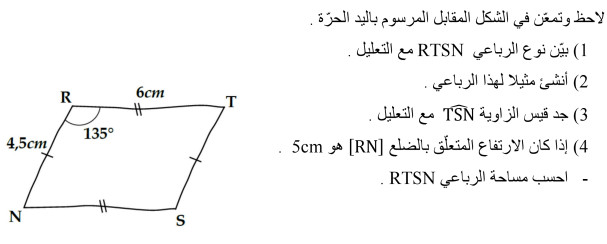 لاحظ وتمعّن في الشكل المقابل المرسوم باليد الحرّة .
1) بيّن نوع الرباعي RTSN مع التعليل .
2) أنشئ مثيلا لهذا الرباعي .
3) جد قيس الزاوية TSN مع التعليل .
4) إذا كان الارتفاع المتعلّق بالضلع [RN] هو 5cm .
- احسب مساحة الرباعي RTSN .
R
6cm
T
135°
4,5cm
N
S